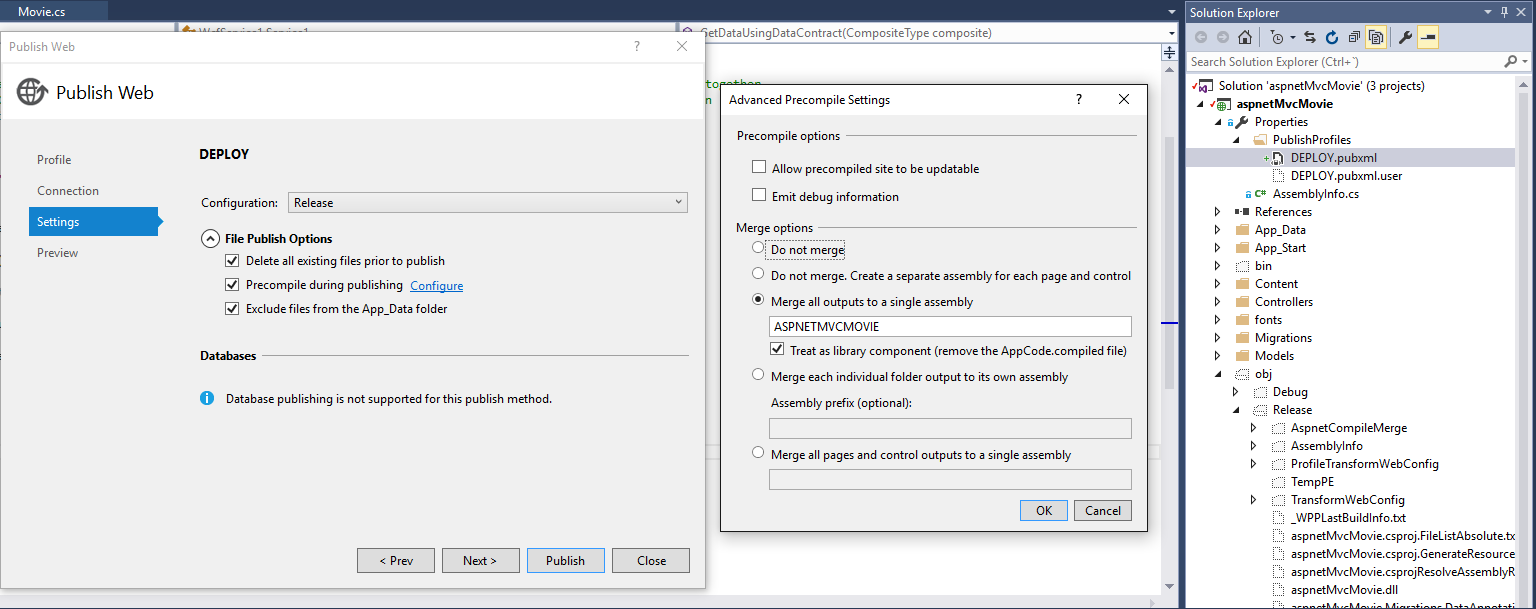 Movie.cs
WcfService1.Service1
GetDataUsingDataContract(CompositeType composite)
together
Publish Web
?
Publish Web
Profile
Connection
Settings
Preview
DEPLOY
Configuration: Release
File Publish Options
Delete all existing files prior to publish
Precompile during publishing Configure
Exclude files from the App_Data folder
Databases
Database publishing is not supported for this publish method.
< Prev Next > Publish Close
Advanced Precompile Settings
?
Precompile options
Allow precompiled site to be updatable
Emit debug information
Merge options
Do not merge
Do not merge. Create a separate assembly for each page and control
Merge all outputs to a single assembly
ASPNETMVCMOVIE
Treat as library component (remove the AppCode.compiled file)
Merge each individual folder output to its own assembly
Assembly prefix (optional):
Merge all pages and control outputs to a single assembly
OK Cancel
Solution Explorer
Search Solution Explorer (Ctrl+`)
Solution 'aspnetMvcMovie' (3 projects)
aspnetMvcMovie
Properties
PublishProfiles
DEPLOY.pubxml
DEPLOY.pubxml.user
C# AssemblyInfo.cs
References
App_Data
App_Start
bin
Content
Controllers
fonts
Migrations
Models
obj
Debug
Release
AspnetCompileMerge
AssemblyInfo
ProfileTransformWebConfig
TempPE
TransformWebConfig
_WPPLastBuildInfo.txt
aspnetMvcMovie.csproj.FileListAbsolute.tx
aspnetMvcMovie.csproj.GenerateResource
aspnetMvcMovie.csprojResolveAssemblyR
aspnetMvcMovie.dll
aspnetMvcMovie.Migrations.DataAnnotati